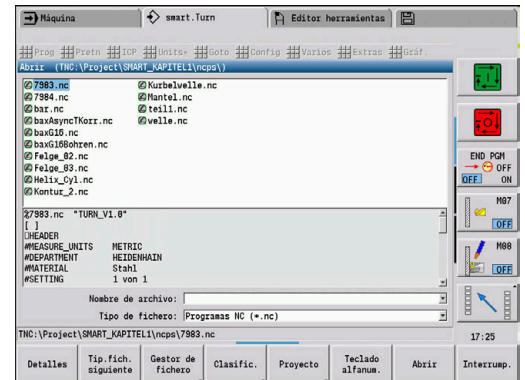 Máquina
smart.Turn
Editor herramientas
Prog Pretn ICP Units» Goto Config Varios Extras Gráf.
Abrir (TNC:\Project\SMART_KAPITEL1\ncps\)
7983.nc
7984.nc
bar.nc
baxAsyncTKorr.nc
baxG16.nc
baxG16Bohren.nc
Felge_02.nc
Felge_03.nc
Helix_Cyl.nc
Kontur_2.nc
Kurbelwelle.nc
Mantel.nc
teil1.nc
welle.nc
%7983.nc "TURN_V1.0"
[ ]
HEADER
#MEASURE_UNITS METRIC
#DEPARTMENT HEIDENHAIN
#MATERIAL Stahl
#SETTING 1 von 1
Nombre de archivo:
Tipo de fichero: Programas NC (*.nc)
TNC:\Project\SMART_KAPITEL1\ncps\7983.nc
END PGM
OFF
OFF ON
M07
OFF
M08
OFF
17:25
Detalles
Tip.fich. siguiente
Gestor de fichero
Clasific.
Proyecto
Teclado alfanum.
Abrir
Interrump.